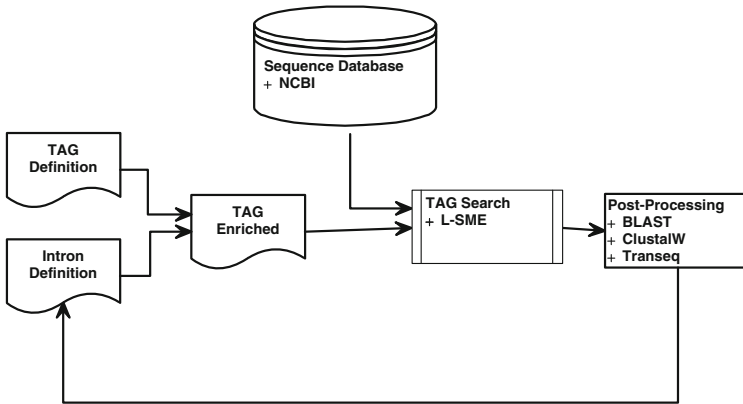 Sequence Database
+ NCBI
TAG
Definition
TAG
Enriched
TAG Search
+ L-SME
Post-Processing
+ BLAST
+ ClustalW
+ Transeq
Intron
Definition